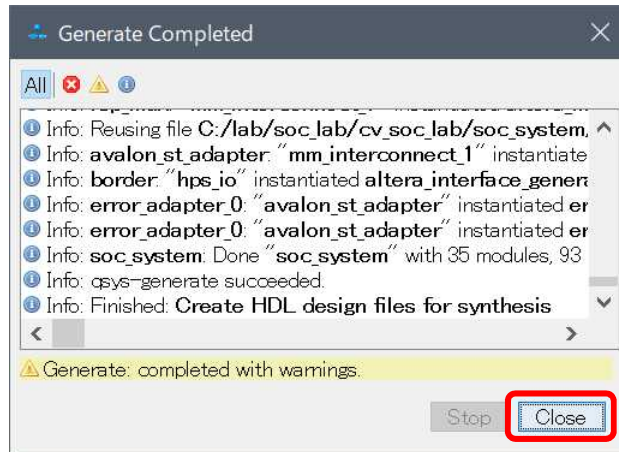 Generate Completed
All
Info: Reusing file C:/lab/soc_lab/cv_soc_lab/soc_system,
Info: avalon_st_adapter: "mm_interconnect_1" instantiate
Info: border: "hps_io" instantiated altera_interface_genera
Info: error_adapter_0: "avalon_st_adapter" instantiated er
Info: error_adapter_0: "avalon_st_adapter" instantiated er
Info: soc_system: Done "soc_system" with 35 modules, 93
Info: qsys-generate succeeded.
Info: Finished: Create HDL design files for synthesis
Generate: completed with warnings.
Stop Close